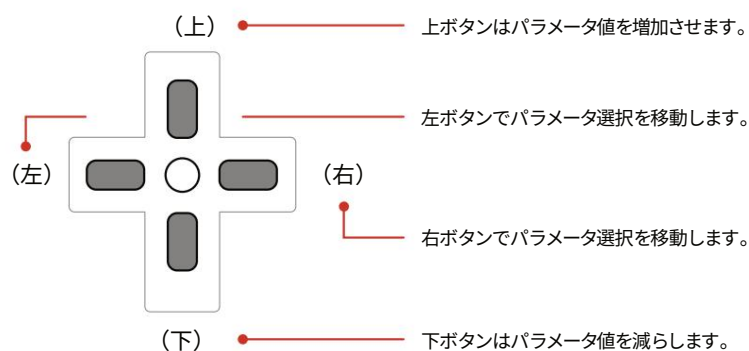 （上）
上ボタンはパラメータ値を増加させます。
左ボタンでパラメータ選択を移動します。
（左）
（右）
右ボタンでパラメータ選択を移動します。
（下）
下ボタンはパラメータ値を減らします。